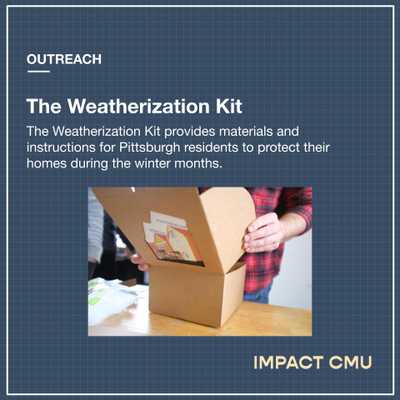 OUTREACH
The Weatherization Kit
The Weatherization Kit provides materials and
instructions for Pittsburgh residents to protect their
homes during the winter months.
IMPACT CMU